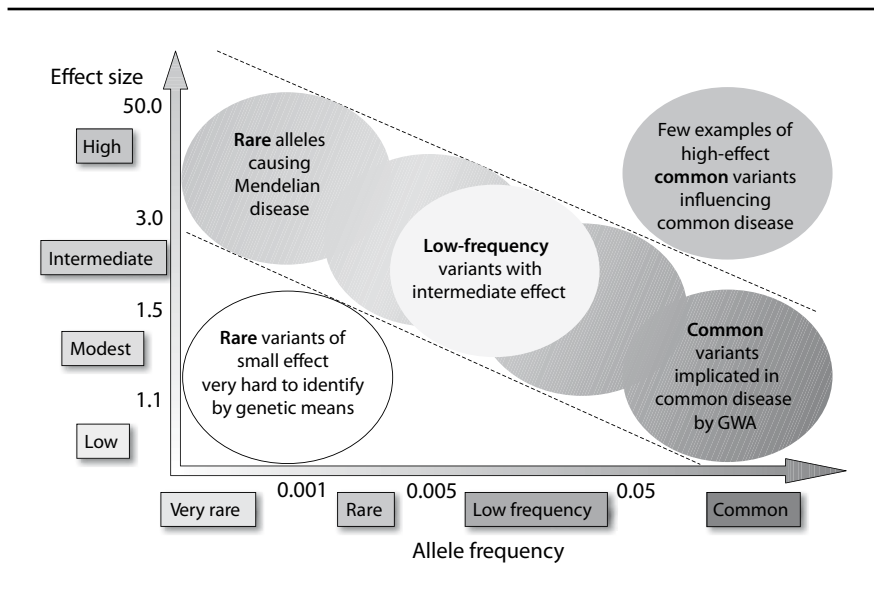 Effect size
50.0
High
3.0
Intermediate
1.5
Modest
1.1
Low
Rare alleles
causing
Mendelian
disease
Few examples of
high-effect
common variants
influencing
common disease
Low-frequency
variants with
intermediate effect
Rare variants of
small effect
very hard to identify
by genetic means
Common
variants
implicated in
common disease
by GWA
0.001
0.005
0.05
Very rare
Rare
Low frequency
Common
Allele frequency